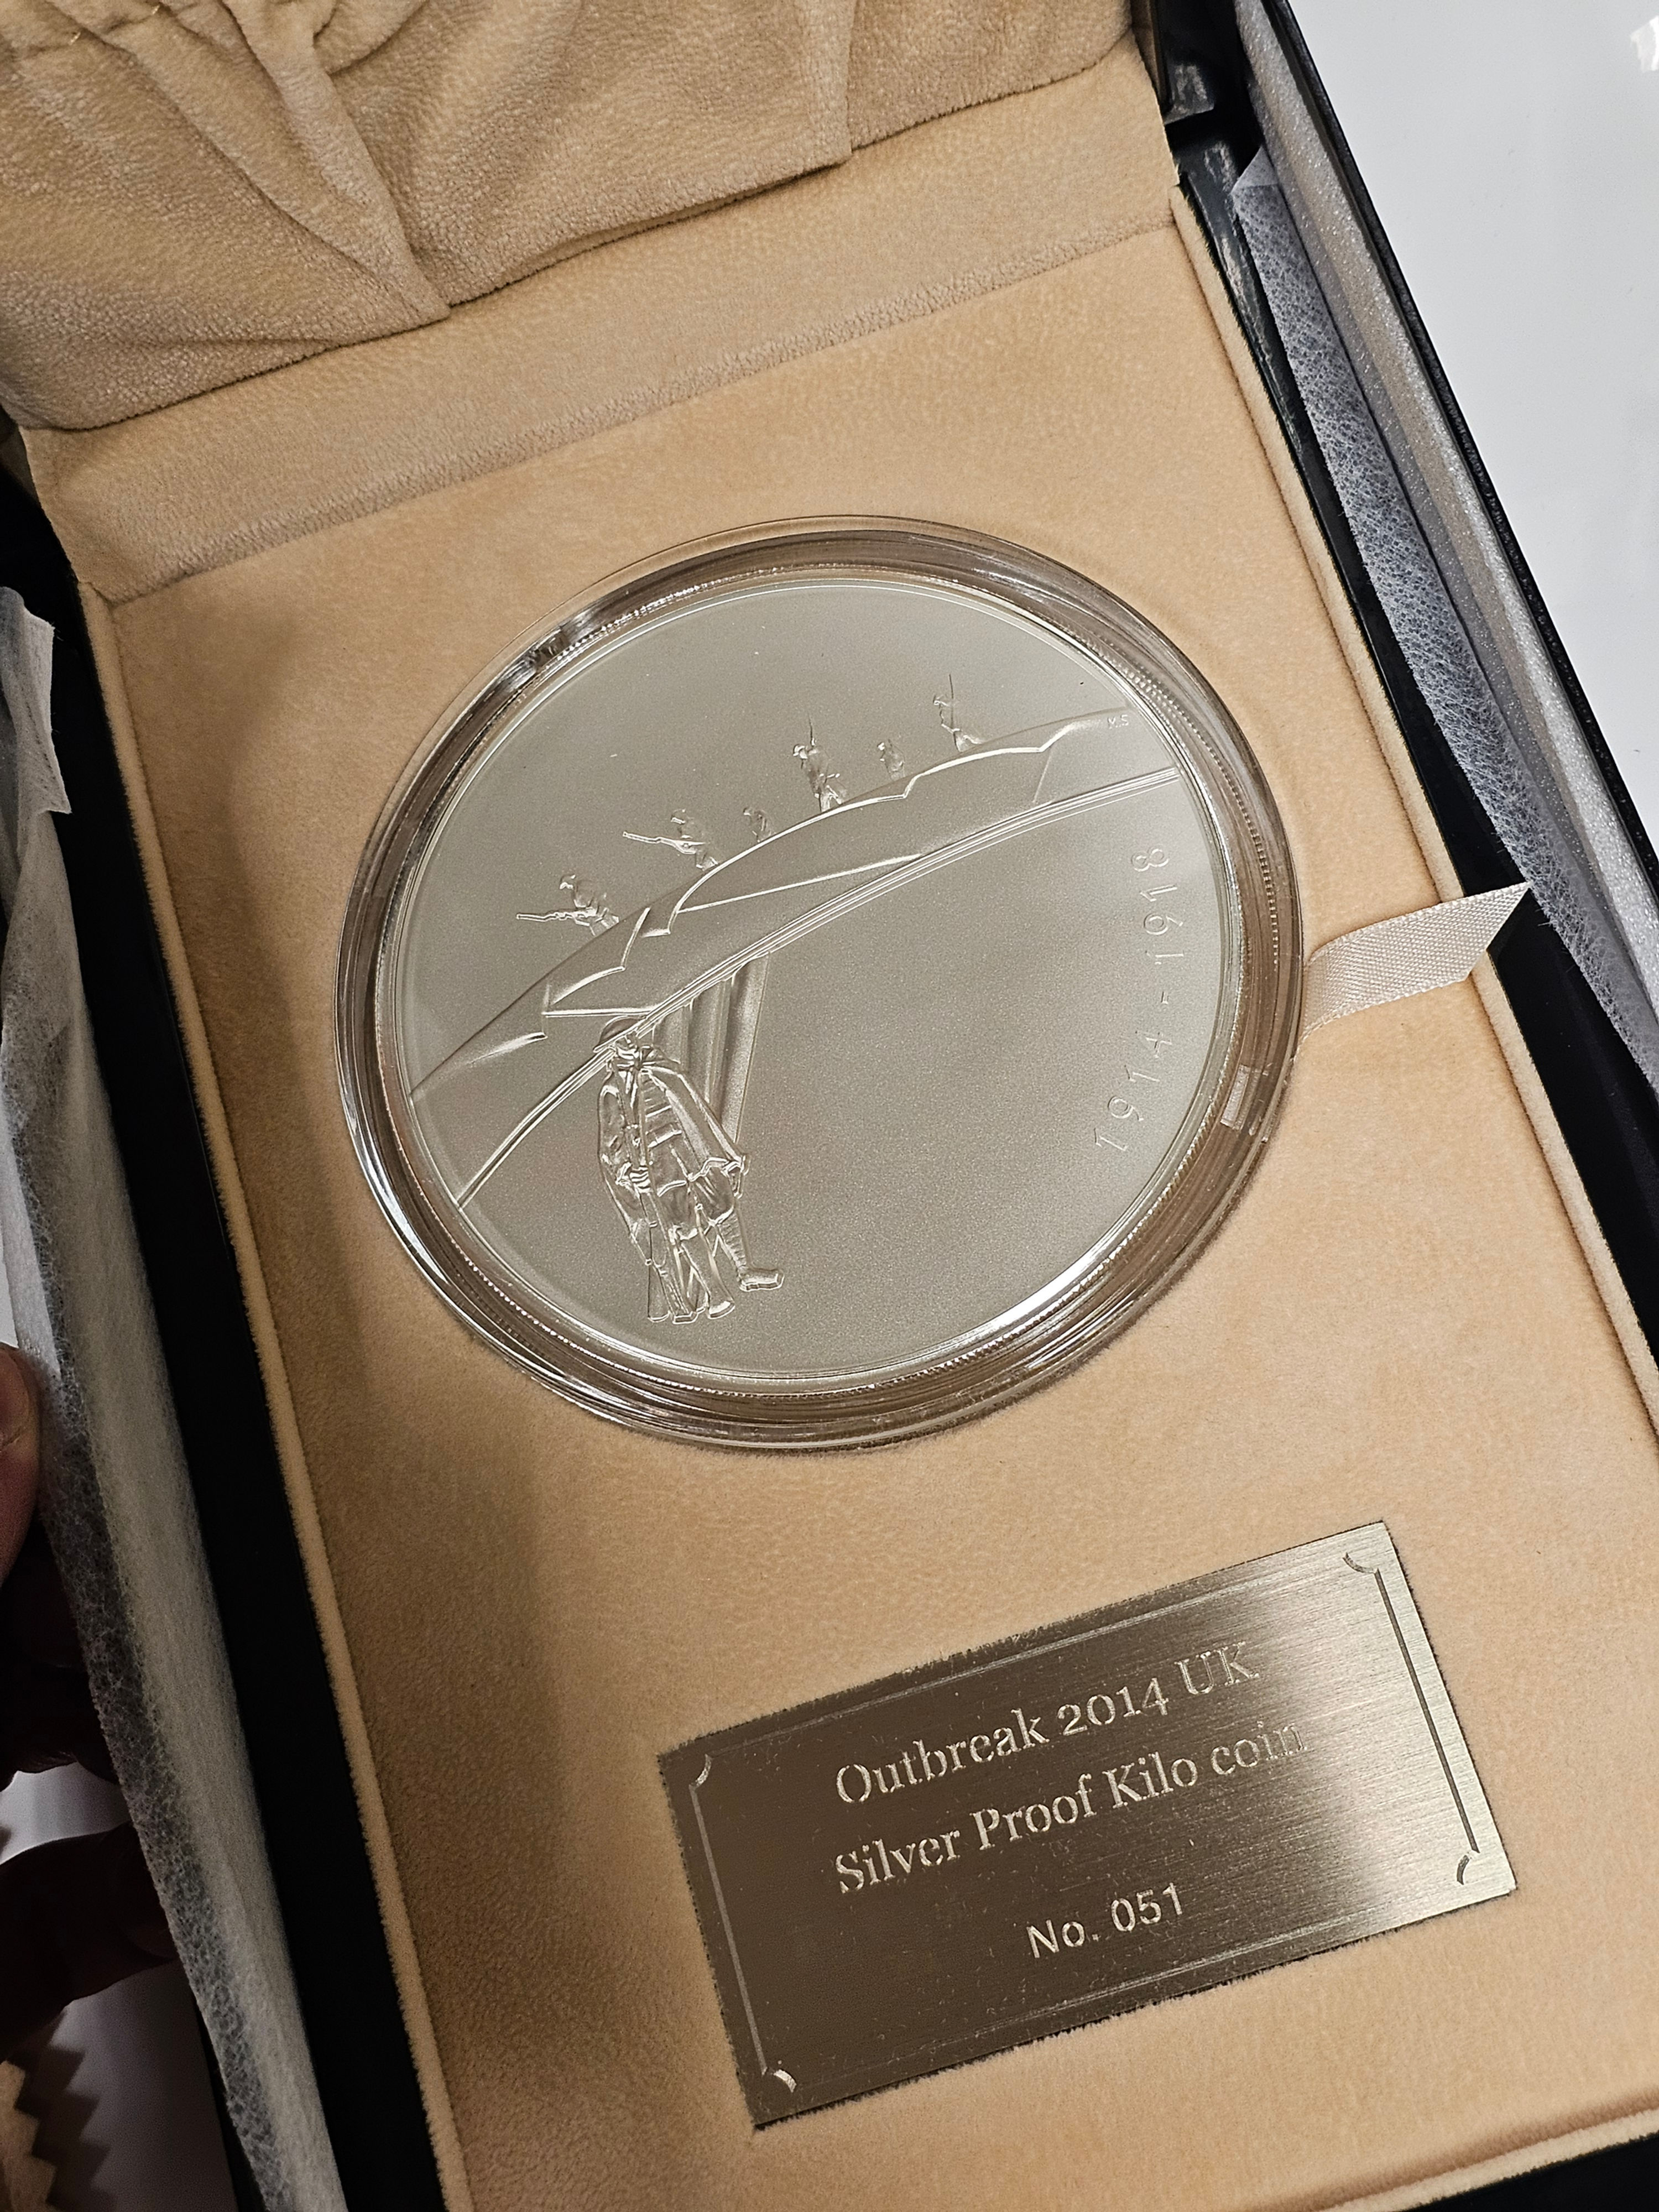 M.S
1914-1918
Outbreak 2014 UK
Silver Proof Kilo coin
No. 051